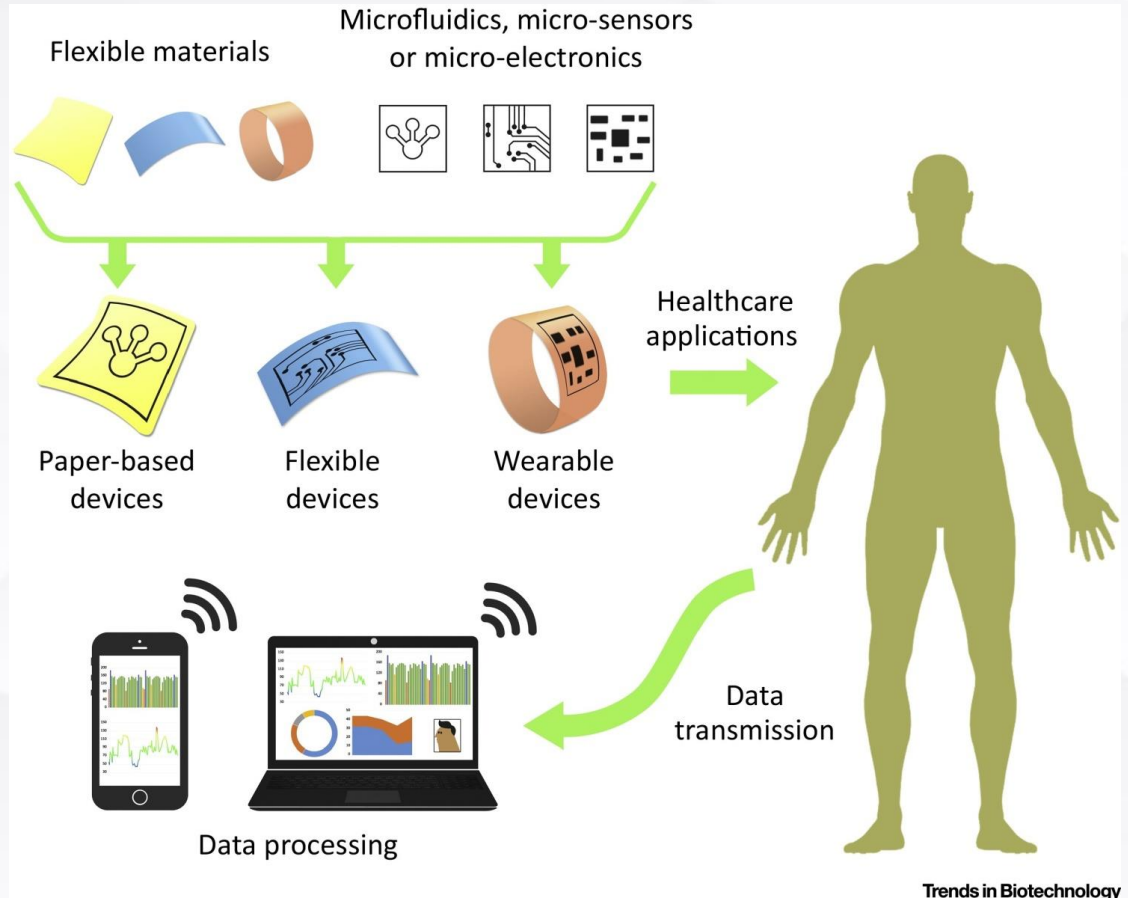 Flexible materials
Microfluidics, micro-sensors
or micro-electronics
Paper-based
devices
Flexible
devices
Wearable
devices
Healthcare
applications
Data
transmission
Data processing
Trends in Biotechnology